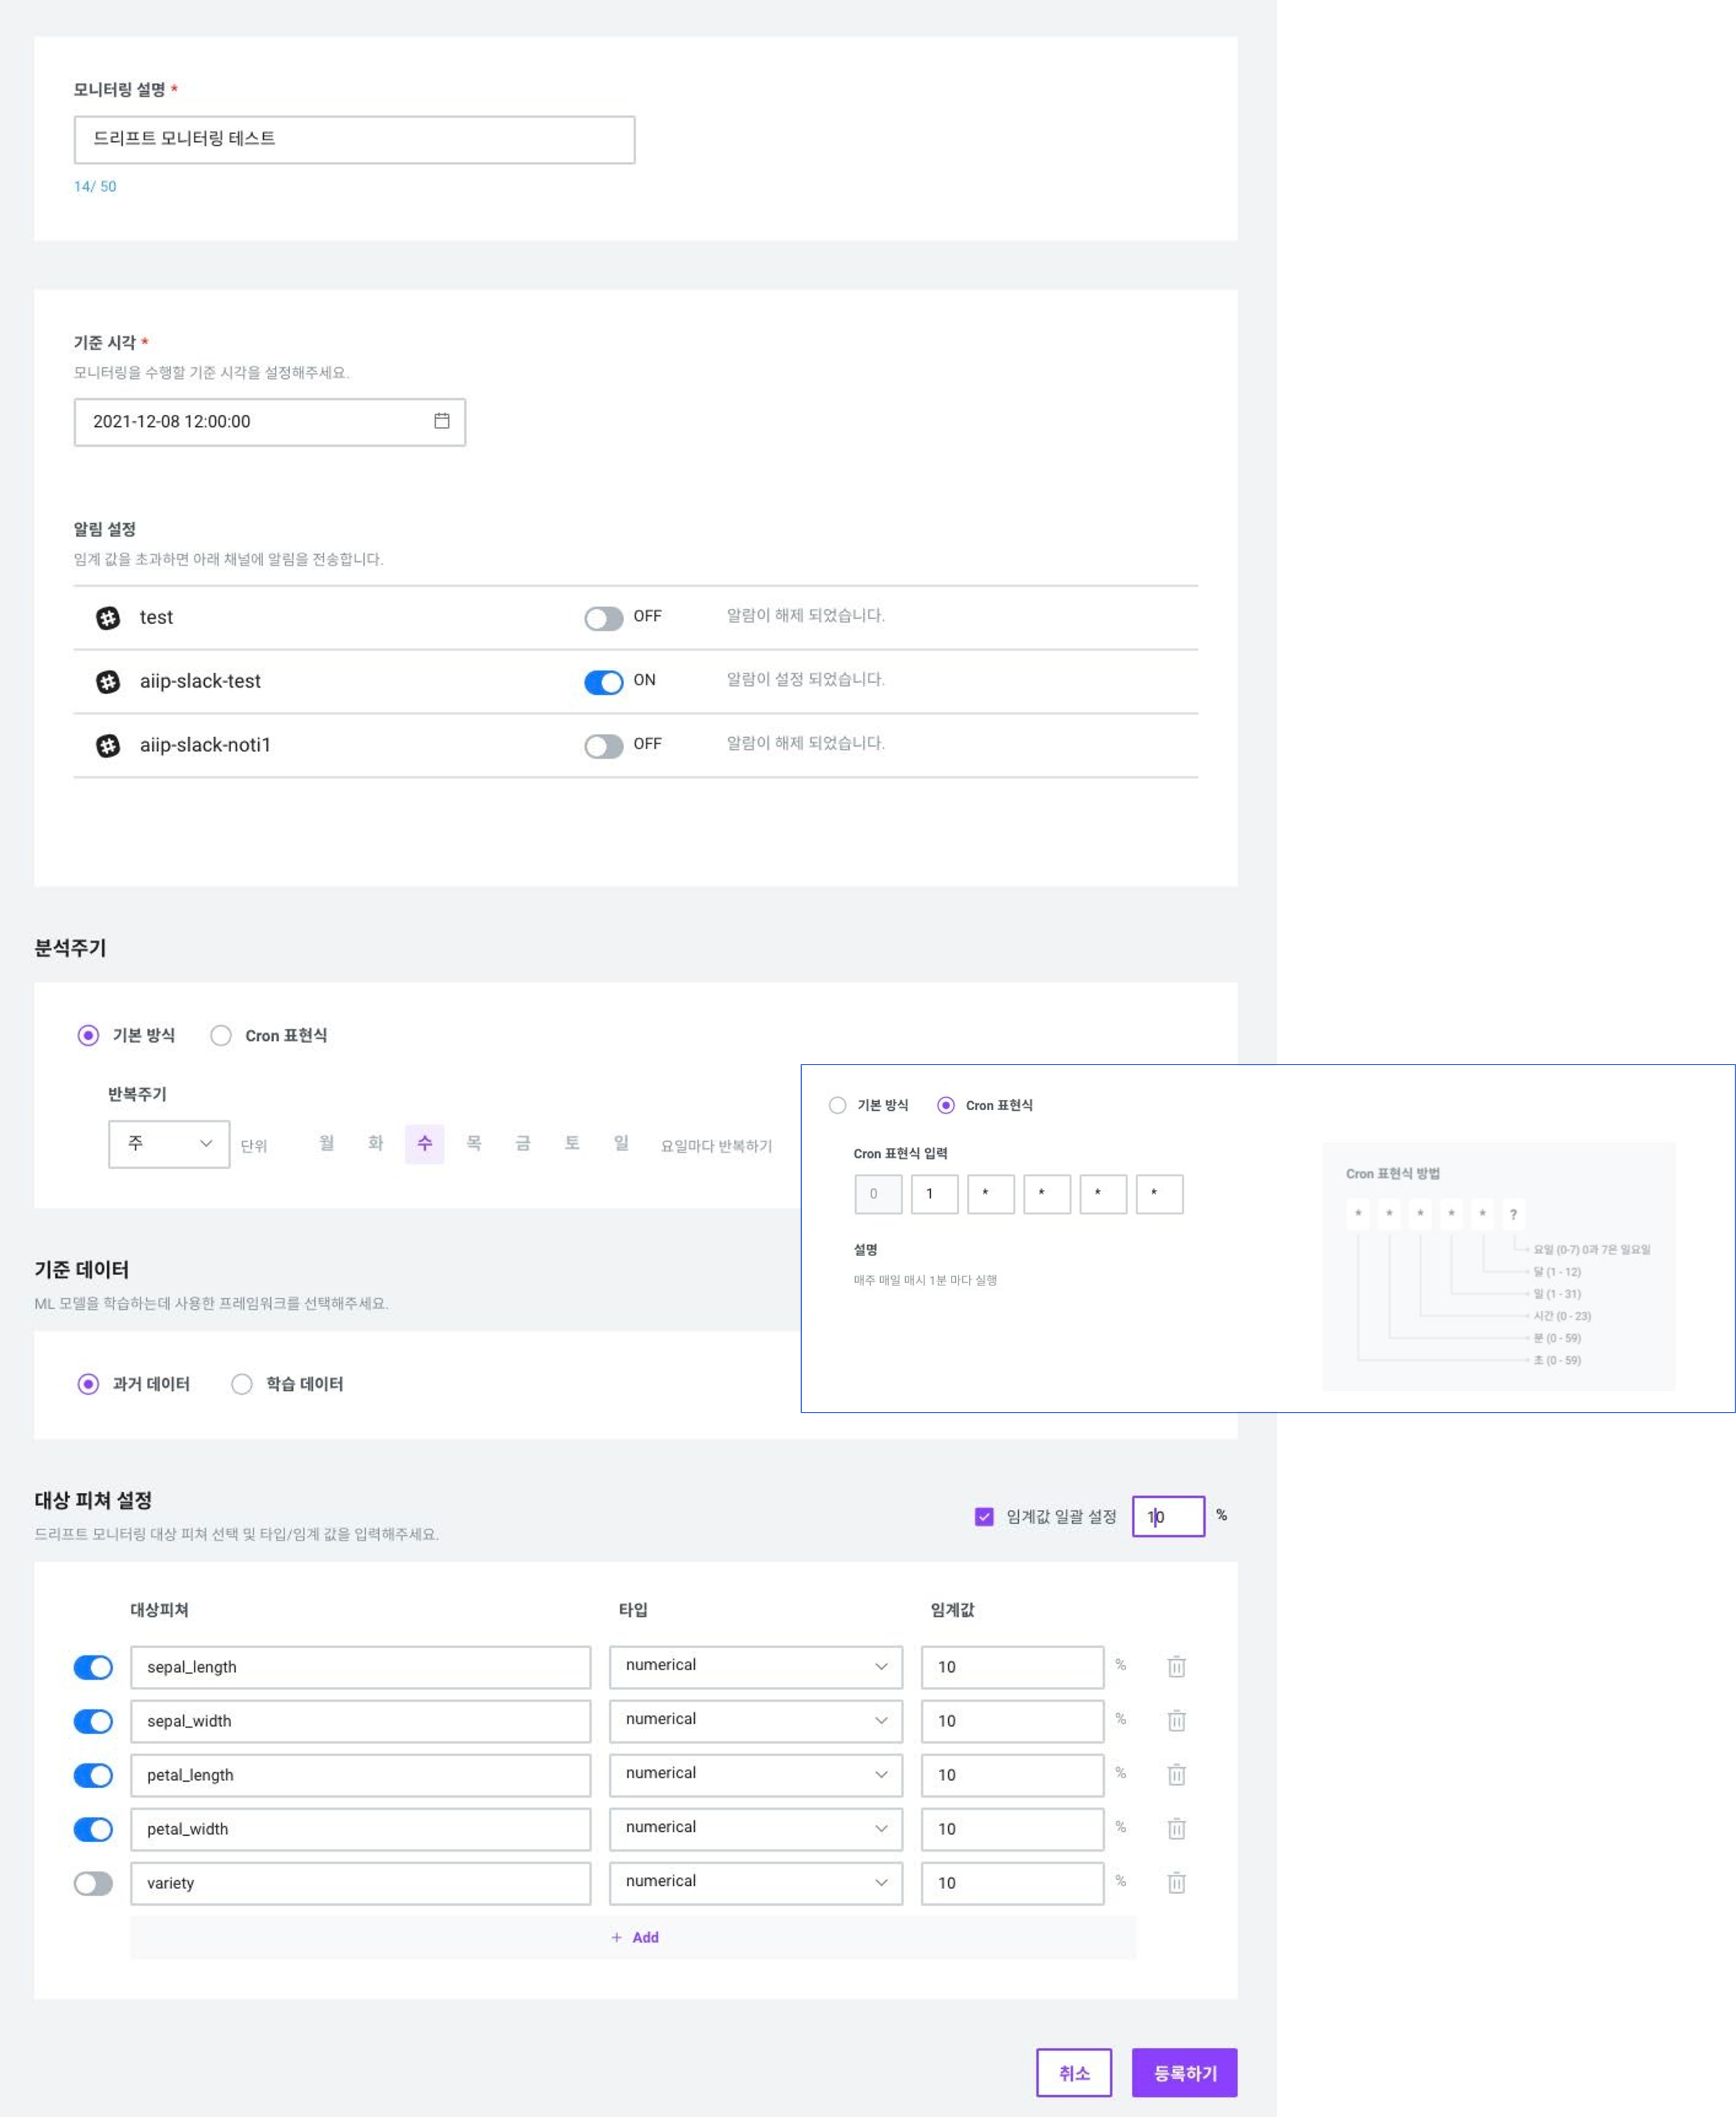 모니터링 설명 *
드리프트 모니터링 테스트
14/ 50
기준 시각 *
모니터링을 수행할 기준 시각을 설정해주세요.
2021-12-08 12:00:00
알림 설정
임계 값을 초과하면 아래 채널에 알림을 전송합니다.
test OFF 알람이 해제 되었습니다.
aiip-slack-test ON 알람이 설정 되었습니다.
aiip-slack-noti1 OFF 알람이 해제 되었습니다.
분석주기
기본 방식 Cron 표현식
반복주기
주 단위 월 화 수 목 금 토 일 요일마다 반복하기
기본 방식 Cron 표현식
Cron 표현식 입력
0 1 * * * *
설명
매주 매일 매시 1분 마다 실행
Cron 표현식 방법
* * * * * ?
요일 (0-7) 0과 7은 일요일
달 (1 - 12)
일 (1 - 31)
시간 (0 - 23)
분 (0 - 59)
초 (0 - 59)
기준 데이터
ML 모델을 학습하는데 사용한 프레임워크를 선택해주세요.
과거 데이터 학습 데이터
대상 피쳐 설정
드리프트 모니터링 대상 피쳐 선택 및 타입/임계 값을 입력해주세요.
임계값 일괄 설정 10 %
대상피쳐 타입 임계값
sepal_length numerical 10 %
sepal_width numerical 10 %
petal_length numerical 10 %
petal_width numerical 10 %
variety numerical 10 %
+ Add
취소 등록하기